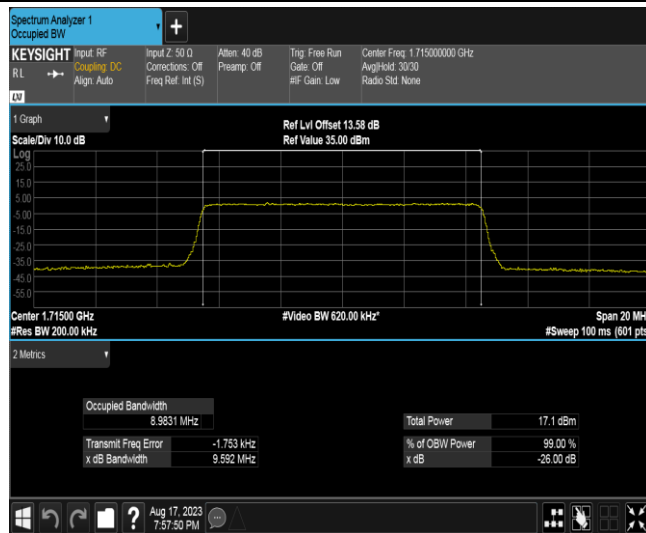 Spectrum Analyzer 1
Occupied BW
+
KEYSIGHT
RL
LXI
Input: RF
Coupling: DC
Align: Auto
Input Z: 50 Ω
Corrections: Off
Freq Ref: Int (S)
Atten: 40 dB
Preamp: Off
Trig: Free Run
Gate: Off
#IF Gain: Low
Center Freq: 1.715000000 GHz
Avg|Hold: 30/30
Radio Std: None
1 Graph
Scale/Div 10.0 dB
Ref Lvl Offset 13.58 dB
Ref Value 35.00 dBm
Log
25.0
15.0
5.00
-5.00
-15.0
-25.0
-35.0
-45.0
-55.0
Center 1.71500 GHz
#Res BW 200.00 kHz
#Video BW 620.00 kHz*
Span 20 MH
#Sweep 100 ms (601 pts
2 Metrics
Occupied Bandwidth
8.9831 MHz
Transmit Freq Error -1.753 kHz
x dB Bandwidth 9.592 MHz
Total Power 17.1 dBm
% of OBW Power 99.00 %
x dB -26.00 dB
?
Aug 17, 2023
7:57:50 PM